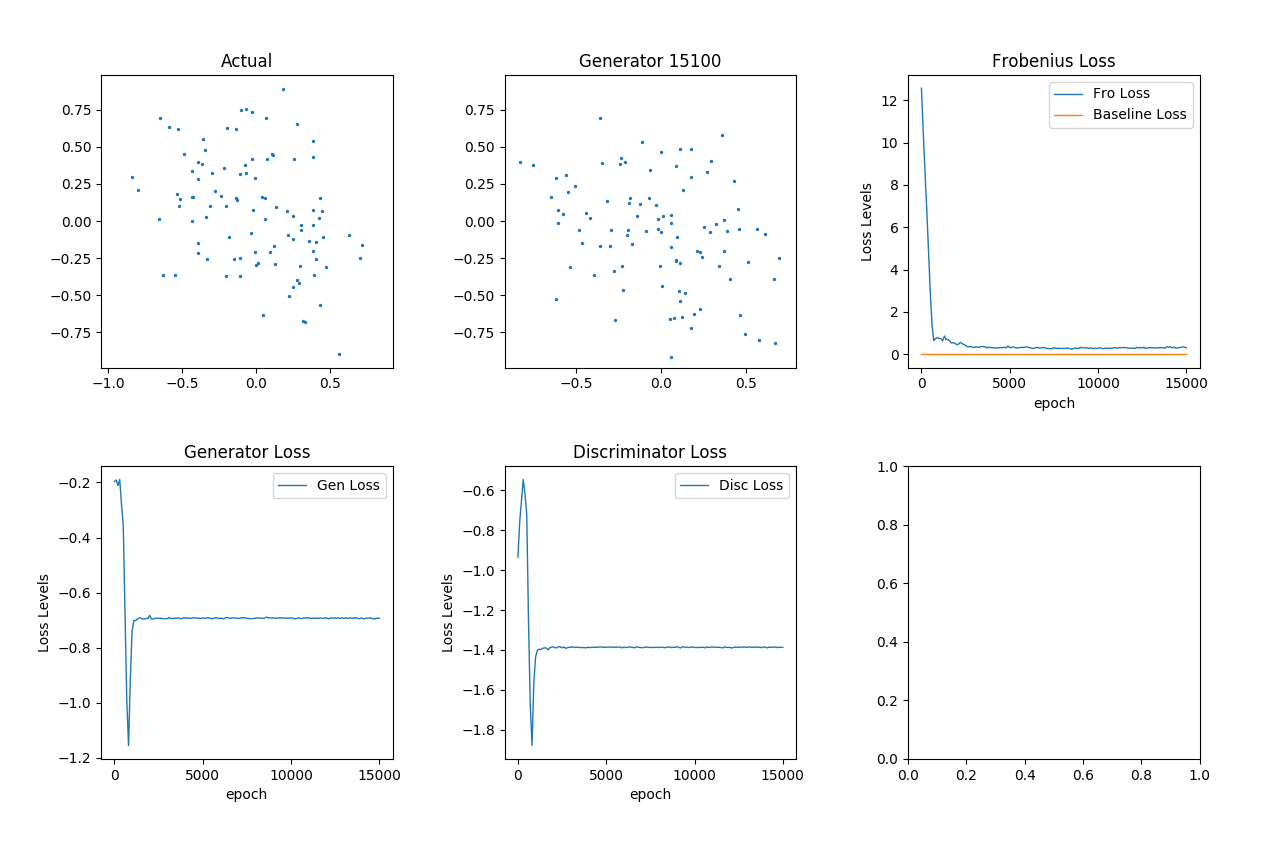 Actual
0.75
0.50
0.25
0.00
−0.25
−0.50
−0.75
−1.0 −0.5 0.0 0.5
Generator 15100
0.75
0.50
0.25
0.00
−0.25
−0.50
−0.75
−0.5 0.0 0.5
Frobenius Loss
Fro Loss
Baseline Loss
Loss Levels
12
10
8
6
4
2
0
0 5000 10000 15000
epoch
Generator Loss
Gen Loss
Loss Levels
−0.2
−0.4
−0.6
−0.8
−1.0
−1.2
0 5000 10000 15000
epoch
Discriminator Loss
Disc Loss
Loss Levels
−0.6
−0.8
−1.0
−1.2
−1.4
−1.6
−1.8
0 5000 10000 15000
epoch
1.0
0.8
0.6
0.4
0.2
0.0
0.0 0.2 0.4 0.6 0.8 1.0